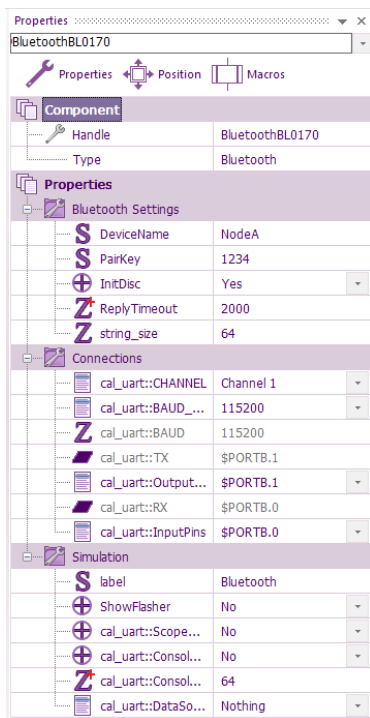 Properties
BluetoothBL0170
Properties Position Macros
Component
Handle BluetoothBL0170
Type Bluetooth
Properties
Bluetooth Settings
DeviceName NodeA
PairKey 1234
InitDisc Yes
ReplyTimeout 2000
string_size 64
Connections
cal_uart::CHANNEL Channel 1
cal_uart::BAUD_... 115200
cal_uart::BAUD 115200
cal_uart::TX $PORTB.1
cal_uart::Output... $PORTB.1
cal_uart::RX $PORTB.0
cal_uart::InputPins $PORTB.0
Simulation
label Bluetooth
ShowFlasher No
cal_uart::Scope... No
cal_uart::Consol... No
cal_uart::Consol... 64
cal_uart::DataSo... Nothing